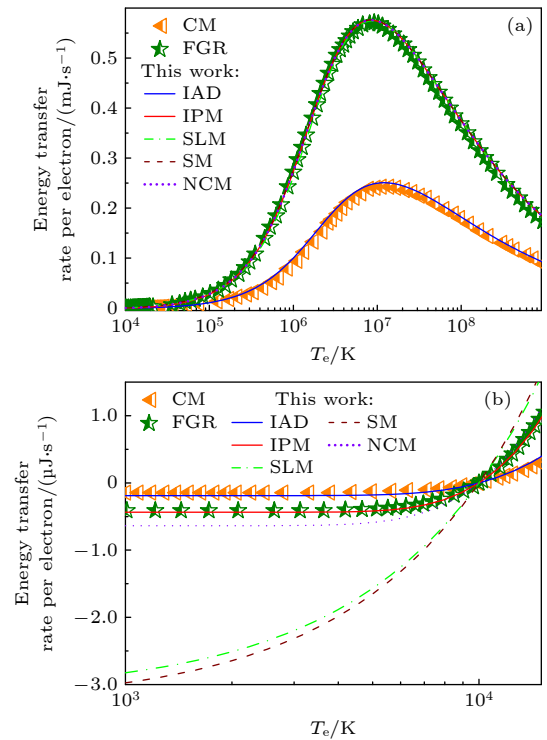 (a)
CM
FGR
This work:
IAD
IPM
SLM
SM
NCM
Energy transfer
rate per electron/(mJ·s⁻¹)
0.5
0.4
0.3
0.2
0.1
0
10⁴ 10⁵ 10⁶ 10⁷ 10⁸
Tₑ/K
(b)
CM This work:
FGR IAD SM
IPM NCM
SLM
Energy transfer
rate per electron/(μJ·s⁻¹)
1.0
0
−1.0
−2.0
−3.0
10³ 10⁴
Tₑ/K